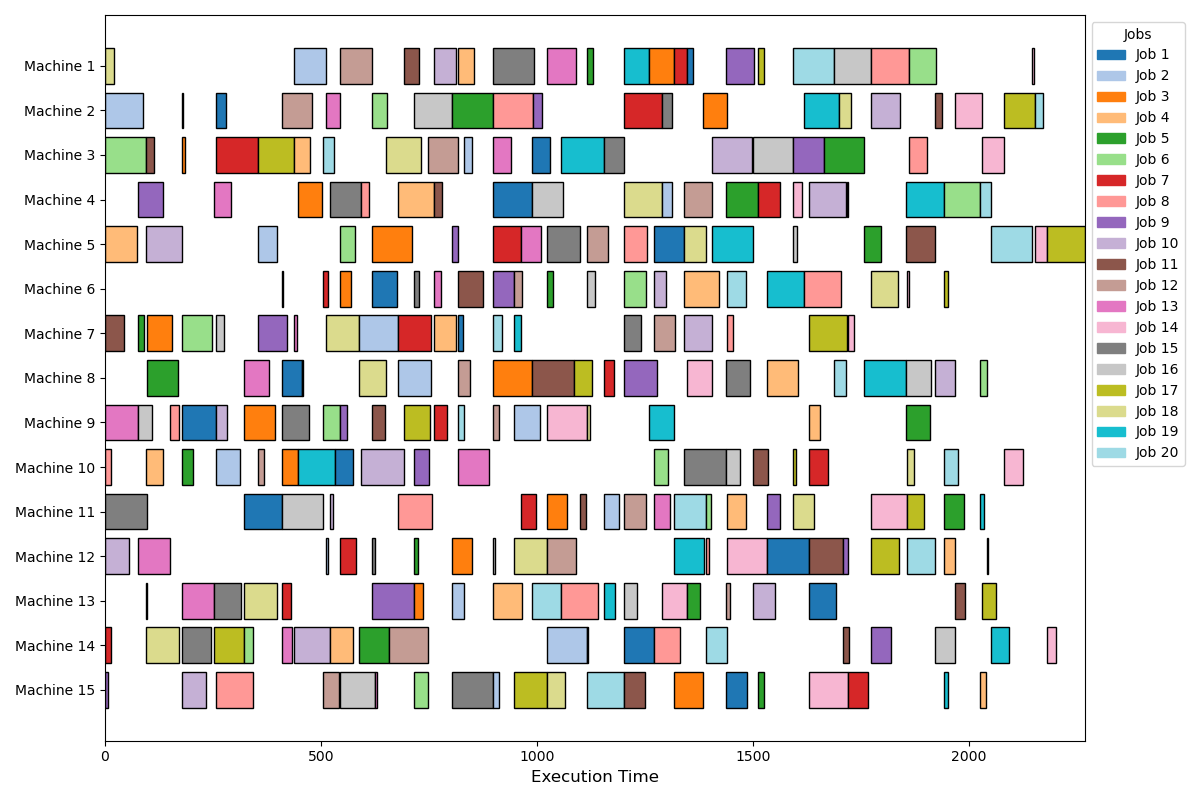 Machine 1
Machine 2
Machine 3
Machine 4
Machine 5
Machine 6
Machine 7
Machine 8
Machine 9
Machine 10
Machine 11
Machine 12
Machine 13
Machine 14
Machine 15
0
500
1000
1500
2000
Execution Time
Jobs
Job 1
Job 2
Job 3
Job 4
Job 5
Job 6
Job 7
Job 8
Job 9
Job 10
Job 11
Job 12
Job 13
Job 14
Job 15
Job 16
Job 17
Job 18
Job 19
Job 20